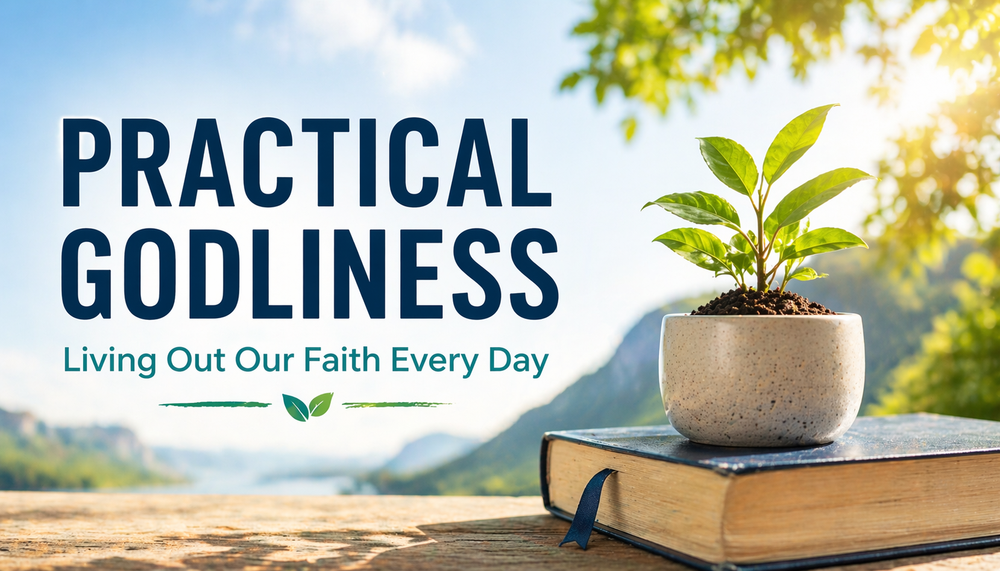 PRACTICAL
GODLINESS
Living Out Our Faith Every Day